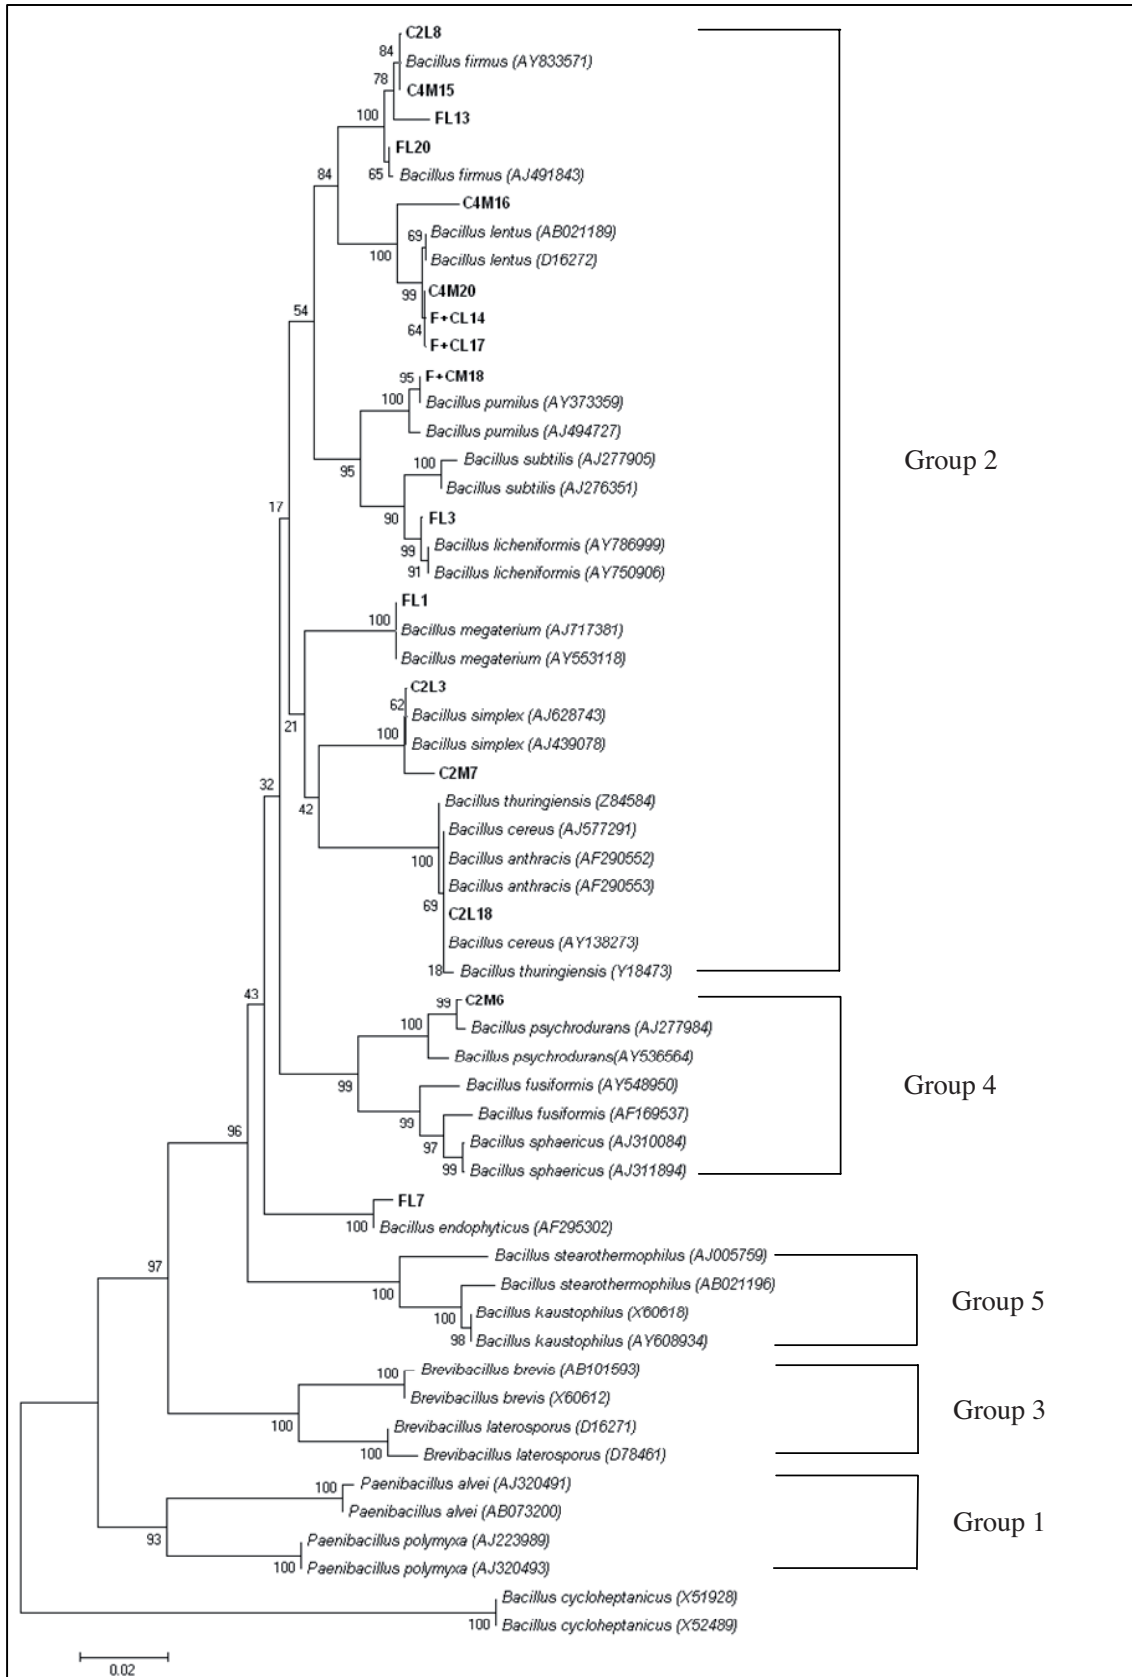 C2L8
84
Bacillus firmus (AY833571)
78
C4M15
100
FL13
FL20
84
65
Bacillus firmus (AJ491843)
C4M16
69
Bacillus lentus (AB021189)
100
Bacillus lentus (D16272)
99
C4M20
54
F+CL14
64
F+CL17
95
F+CM18
100
Bacillus pumilus (AY373359)
Bacillus pumilus (AJ494727)
Group 2
95
100
Bacillus subtilis (AJ277905)
Bacillus subtilis (AJ276351)
17
90
FL3
99
Bacillus licheniformis (AY786999)
91
Bacillus licheniformis (AY750906)
FL1
100
Bacillus megaterium (AJ717381)
Bacillus megaterium (AY553118)
C2L3
62
Bacillus simplex (AJ628743)
21
100
Bacillus simplex (AJ439078)
C2M7
32
Bacillus thuringiensis (Z84584)
42
Bacillus cereus (AJ577291)
100
Bacillus anthracis (AF290552)
Bacillus anthracis (AF290553)
69
C2L18
Bacillus cereus (AY138273)
18
Bacillus thuringiensis (Y18473)
43
99
C2M6
100
Bacillus psychrodurans (AJ277984)
Bacillus psychrodurans(AY536564)
99
Bacillus fusiformis (AY548950)
Group 4
99
Bacillus fusiformis (AF169537)
96
97
Bacillus sphaericus (AJ310084)
99
Bacillus sphaericus (AJ311894)
FL7
100
Bacillus endophyticus (AF295302)
Bacillus stearothermophilus (AJ005759)
97
100
Bacillus stearothermophilus (AB021196)
Group 5
100
Bacillus kaustophilus (X60618)
98
Bacillus kaustophilus (AY608934)
100
Brevibacillus brevis (AB101593)
Brevibacillus brevis (X60612)
Group 3
100
Brevibacillus laterosporus (D16271)
100
Brevibacillus laterosporus (D78461)
100
Paenibacillus alvei (AJ320491)
Paenibacillus alvei (AB073200)
Group 1
93
Paenibacillus polymyxa (AJ223989)
100
Paenibacillus polymyxa (AJ320493)
Bacillus cycloheptanicus (X51928)
100
Bacillus cycloheptanicus (X52489)
0.02